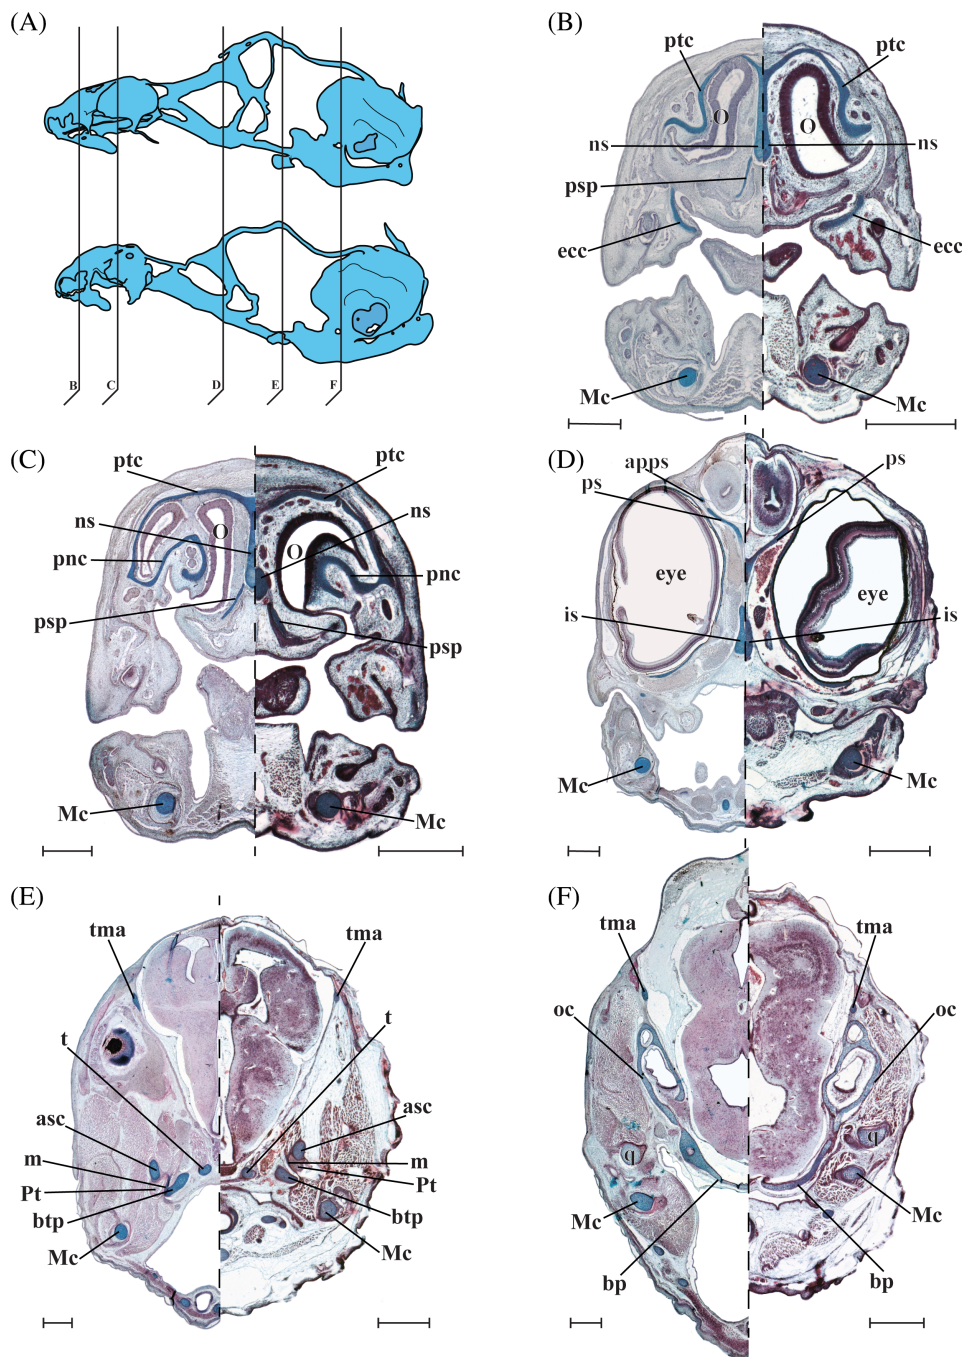 (A)
B C D E F
(B)
ptc ptc
O O
ns ns
psp
ecc ecc
Mc Mc
(C)
ptc ptc
ns ns
O O
pnc pnc
psp psp
Mc Mc
(D)
apps
ps ps
eye eye
is is
Mc Mc
(E)
tma tma
t t
asc asc
m m
Pt Pt
btp btp
Mc Mc
(F)
tma tma
oc oc
q q
Mc Mc
bp bp